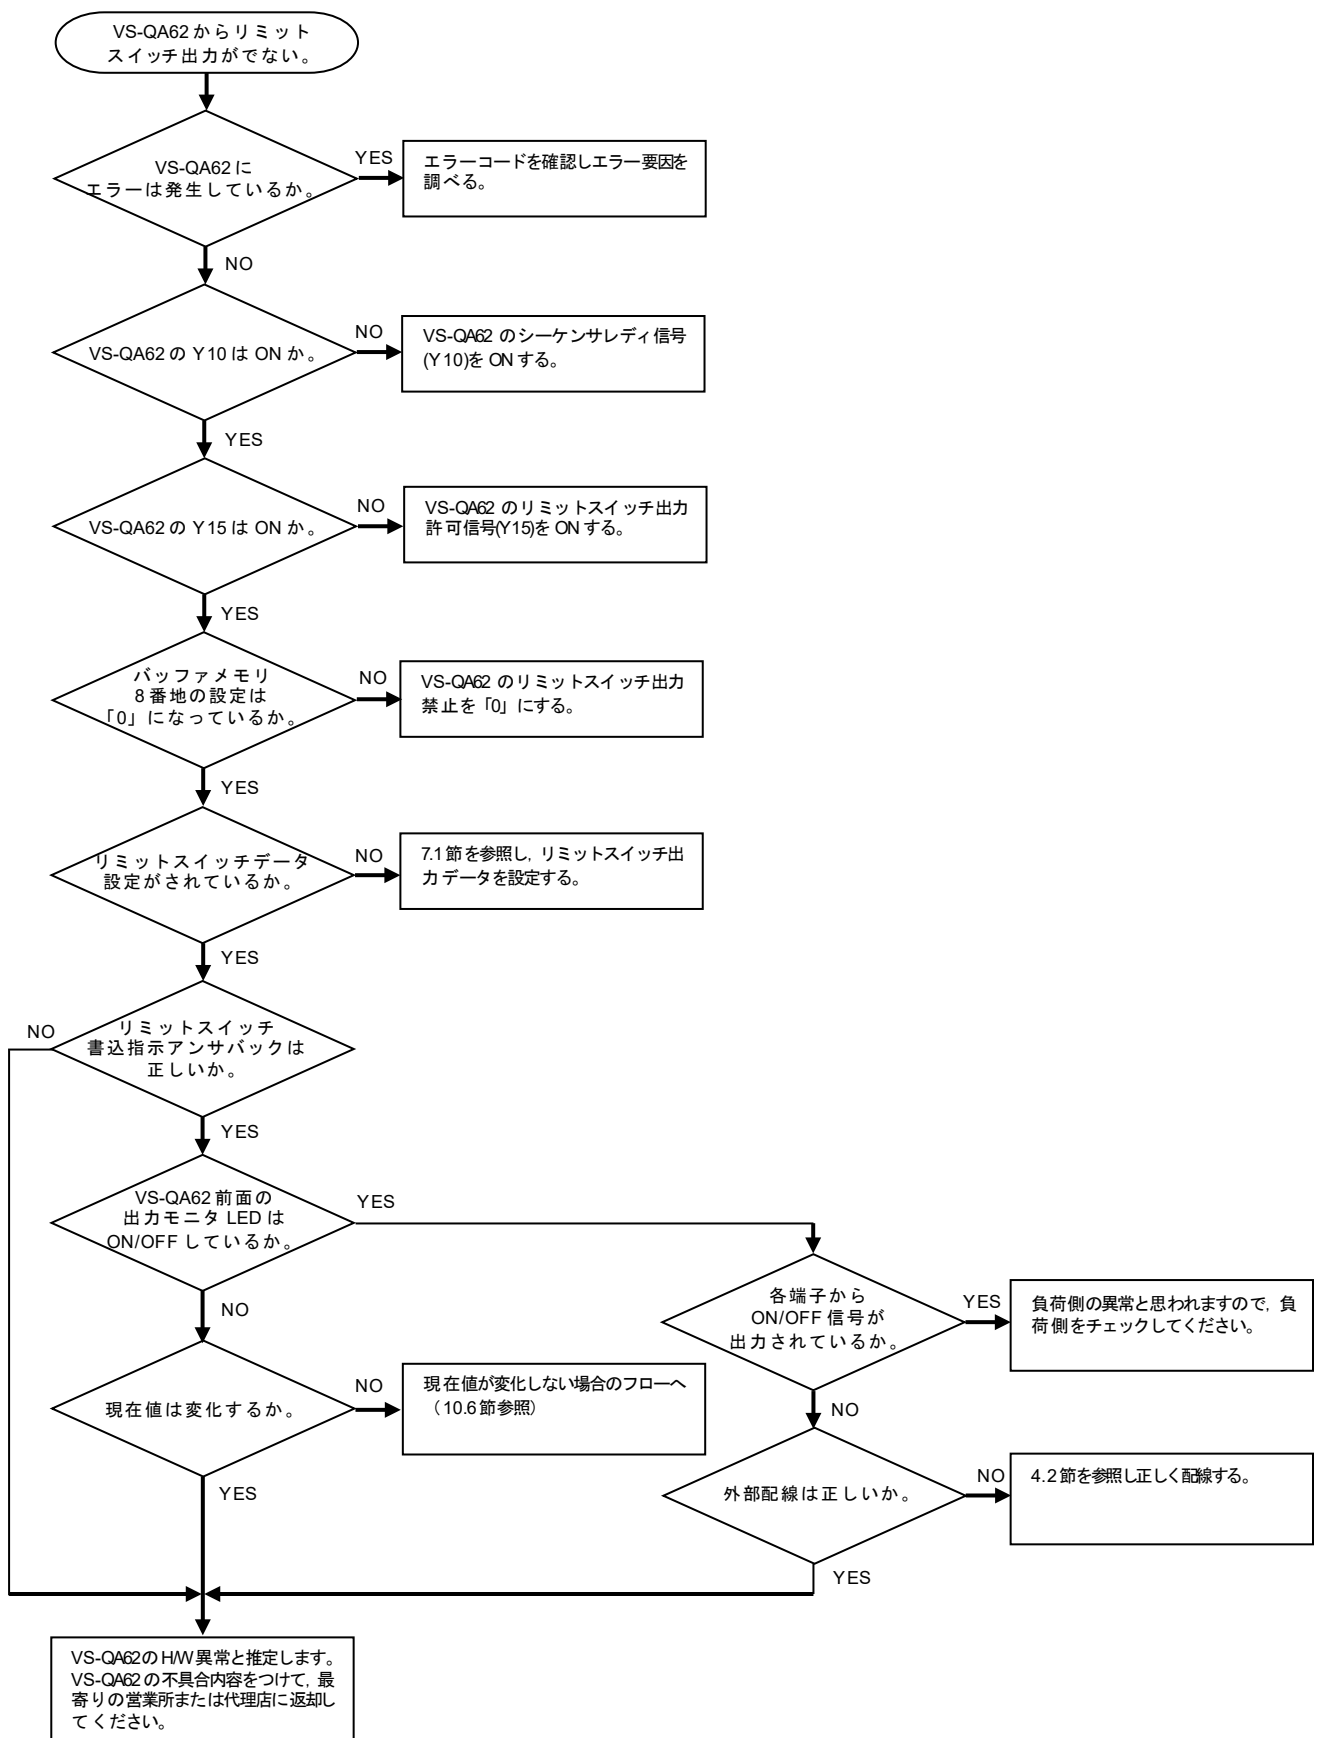 VS-QA62からリミット
スイッチ出力がでない。
VS-QA62に
エラーは発生しているか。
YES
エラーコードを確認しエラー要因を
調べる。
NO
VS-QA62の Y10は ONか。
NO
VS-QA62 のシーケンサレディ信号
(Y10)を ONする。
YES
VS-QA62の Y15は ONか。
NO
VS-QA62 のリミットスイッチ出力
許可信号(Y15)を ONする。
YES
バッファメモリ
8番地の設定は
「0」になっているか。
NO
VS-QA62 のリミットスイッチ出力
禁止を「0」にする。
YES
リミットスイッチデータ
設定がされているか。
NO
7.1節を参照し，リミットスイッチ出
力データを設定する。
YES
リミットスイッチ
書込指示アンサバックは
正しいか。
NO
YES
VS-QA62前面の
出力モニタ LEDは
ON/OFFしているか。
YES
NO
各端子から
ON/OFF信号が
出力されているか。
YES
負荷側の異常と思われますので，負
荷側をチェックしてください。
NO
現在値は変化するか。
NO
現在値が変化しない場合のフローへ
（10.6節参照）
YES
外部配線は正しいか。
NO
4.2節を参照し正しく配線する。
YES
VS-QA62の H/W異常と推定します。
VS-QA62の不具合内容をつけて，最
寄りの営業所または代理店に返却し
てください。